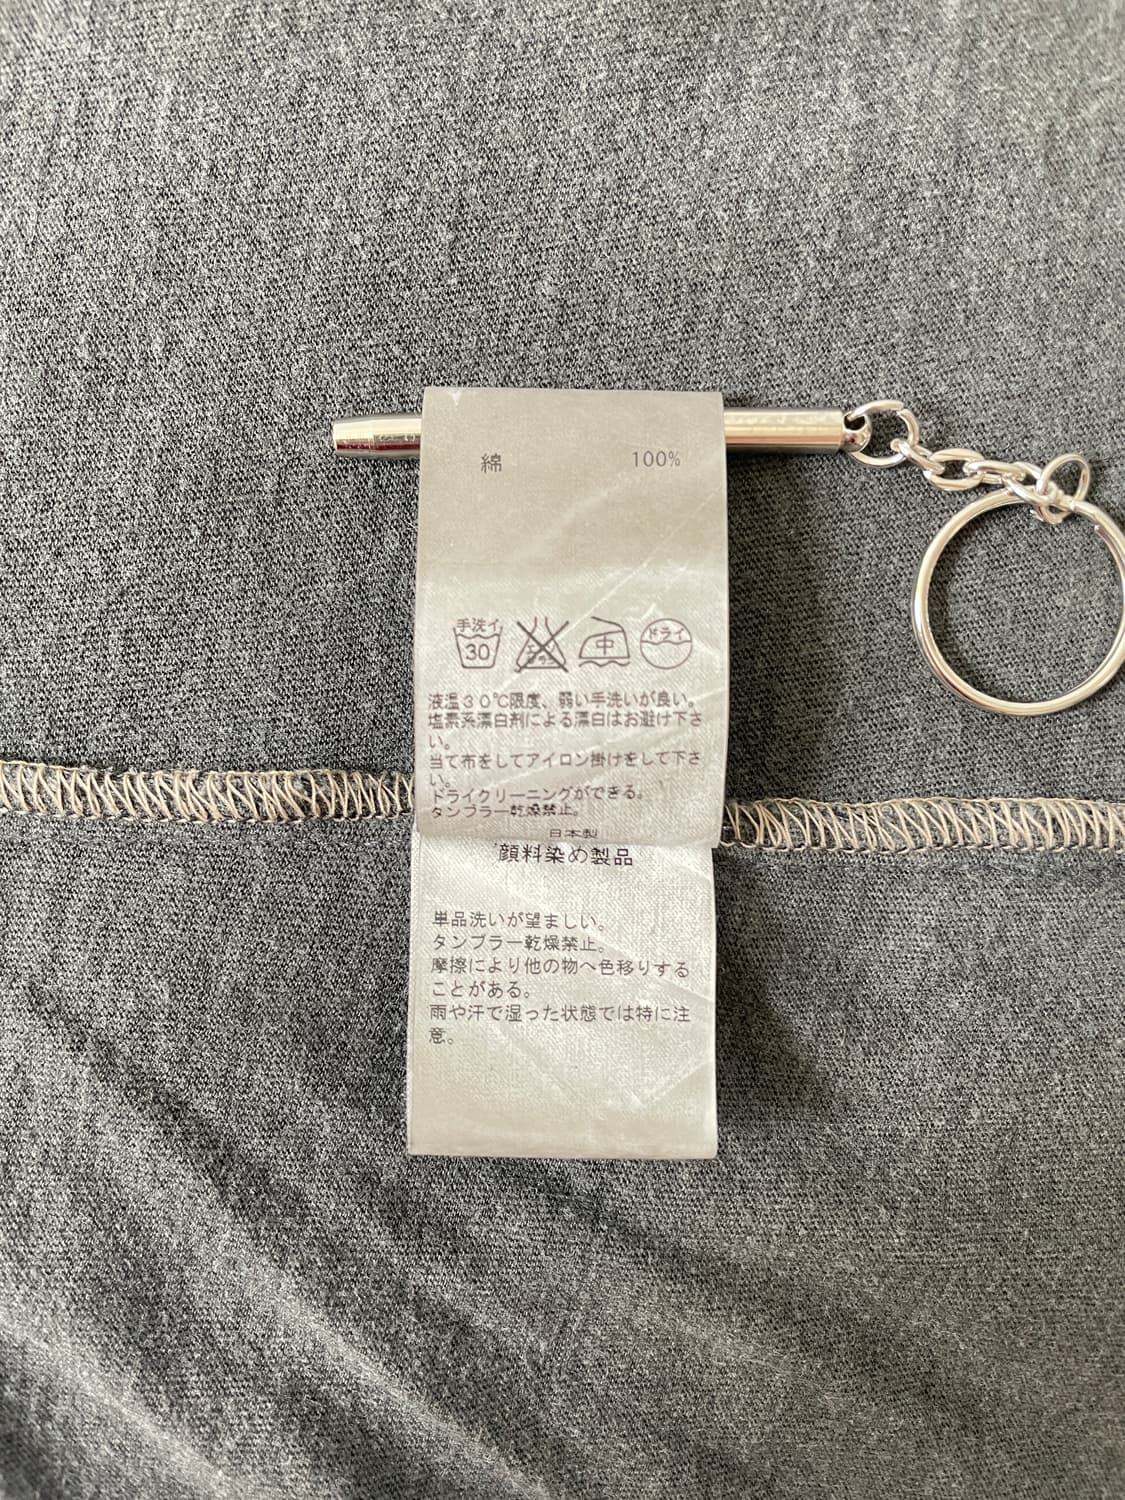 綿 100%
手洗イ 30 エンソサラシ 中 ドライ
液温30℃限度、弱い手洗いが良い。
塩素系漂白剤による漂白はお避け下さ
い。
当て布をしてアイロン掛けをして下さ
い。
ドライクリーニングができる。
タンブラー乾燥禁止。
日本製
顔料染め製品
単品洗いが望ましい。
タンブラー乾燥禁止。
摩擦により他の物へ色移りする
ことがある。
雨や汗で湿った状態では特に注
意。